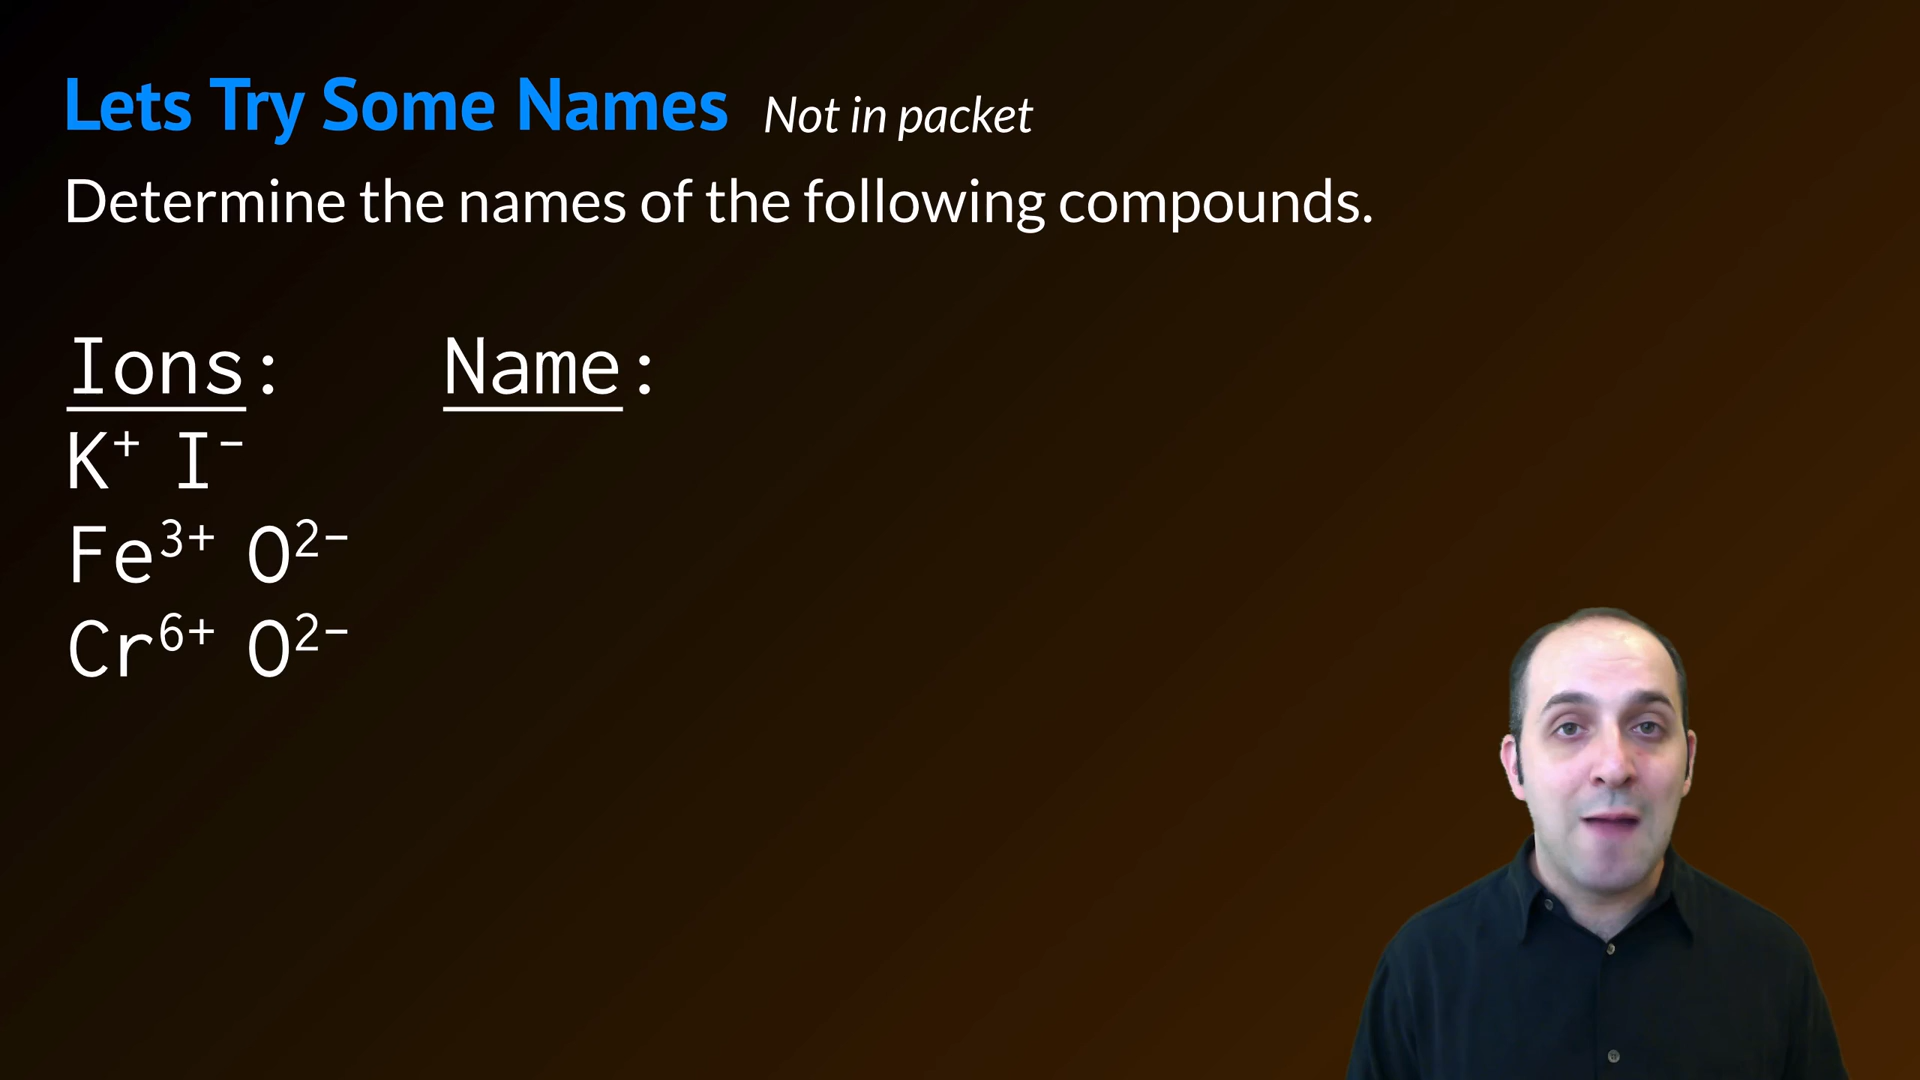 Lets Try Some Names Not in packet
Determine the names of the following compounds.
Ions: Name:
K⁺ I⁻
Fe³⁺ O²⁻
Cr⁶⁺ O²⁻